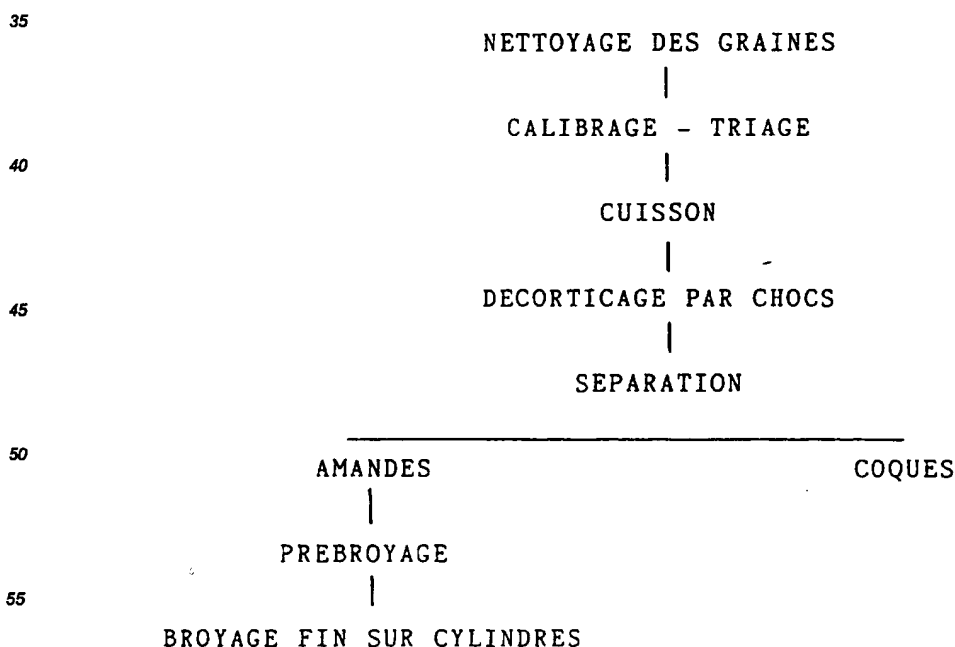 35
NETTOYAGE DES GRAINES
CALIBRAGE – TRIAGE
40
CUISSON
DECORTICAGE PAR CHOCS
45
SEPARATION
50
AMANDES COQUES
PREBROYAGE
55
BROYAGE FIN SUR CYLINDRES